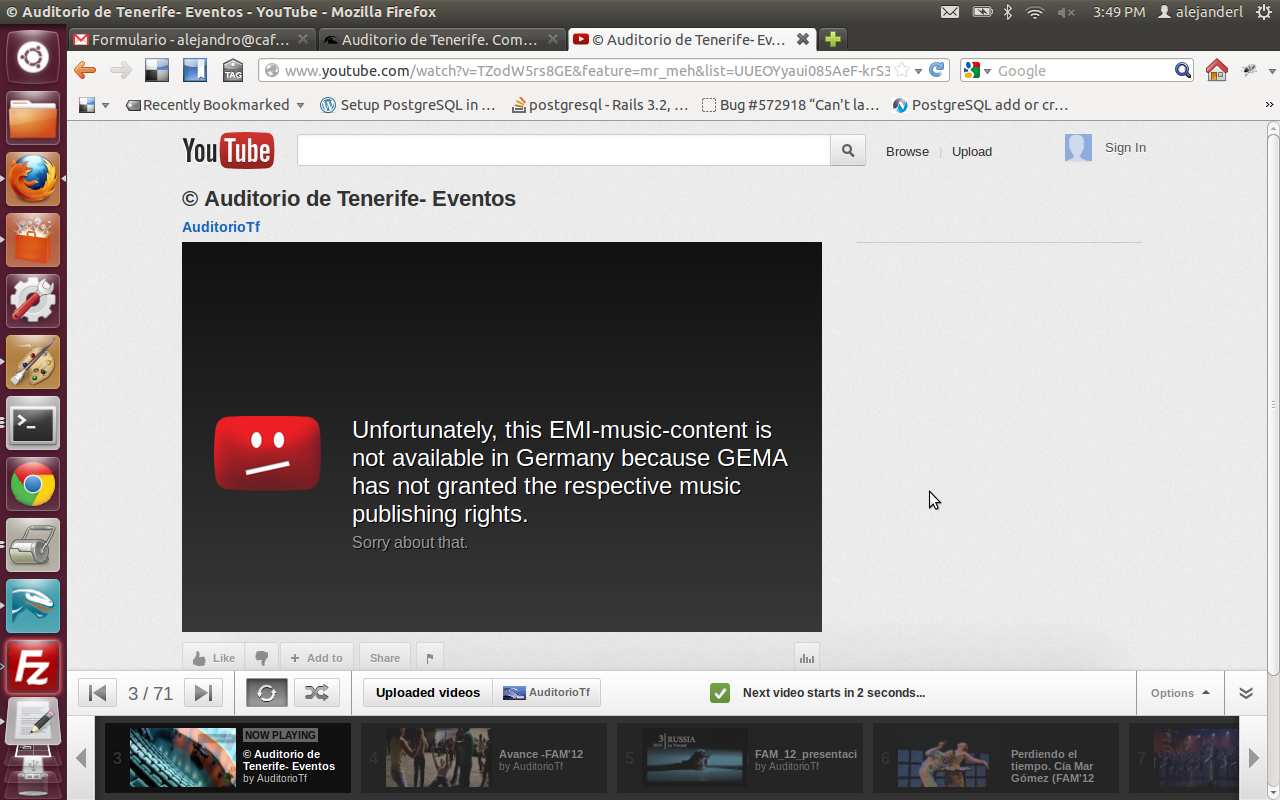 © Auditorio de Tenerife- Eventos - YouTube - Mozilla Firefox
3:49 PM alejanderl
Formulario - alejandro@caf...
Auditorio de Tenerife. Com...
© Auditorio de Tenerife- Ev...
TAG
www.youtube.com/watch?v=TZodW5rs8GE&feature=mr_meh&list=UUEOYyaui085AeF-krS3
Google
Recently Bookmarked
Setup PostgreSQL in ...
postgresql - Rails 3.2, ...
Bug #572918 “Can't la...
PostgreSQL add or cr...
»
YouTube
Browse | Upload
Sign In
© Auditorio de Tenerife- Eventos
AuditorioTf
Unfortunately, this EMI-music-content is
not available in Germany because GEMA
has not granted the respective music
publishing rights.
Sorry about that.
Like
+ Add to
Share
3 / 71
Uploaded videos
AuditorioTf
Next video starts in 2 seconds...
Options
3
NOW PLAYING
© Auditorio de
Tenerife- Eventos
by AuditorioTf
4
Avance -FAM'12
by AuditorioTf
5
3 RUSSIA
FAM_12_presentaci
by AuditorioTf
6
Perdiendo el
tiempo. Cía Mar
Gómez (FAM'12
7
Fz